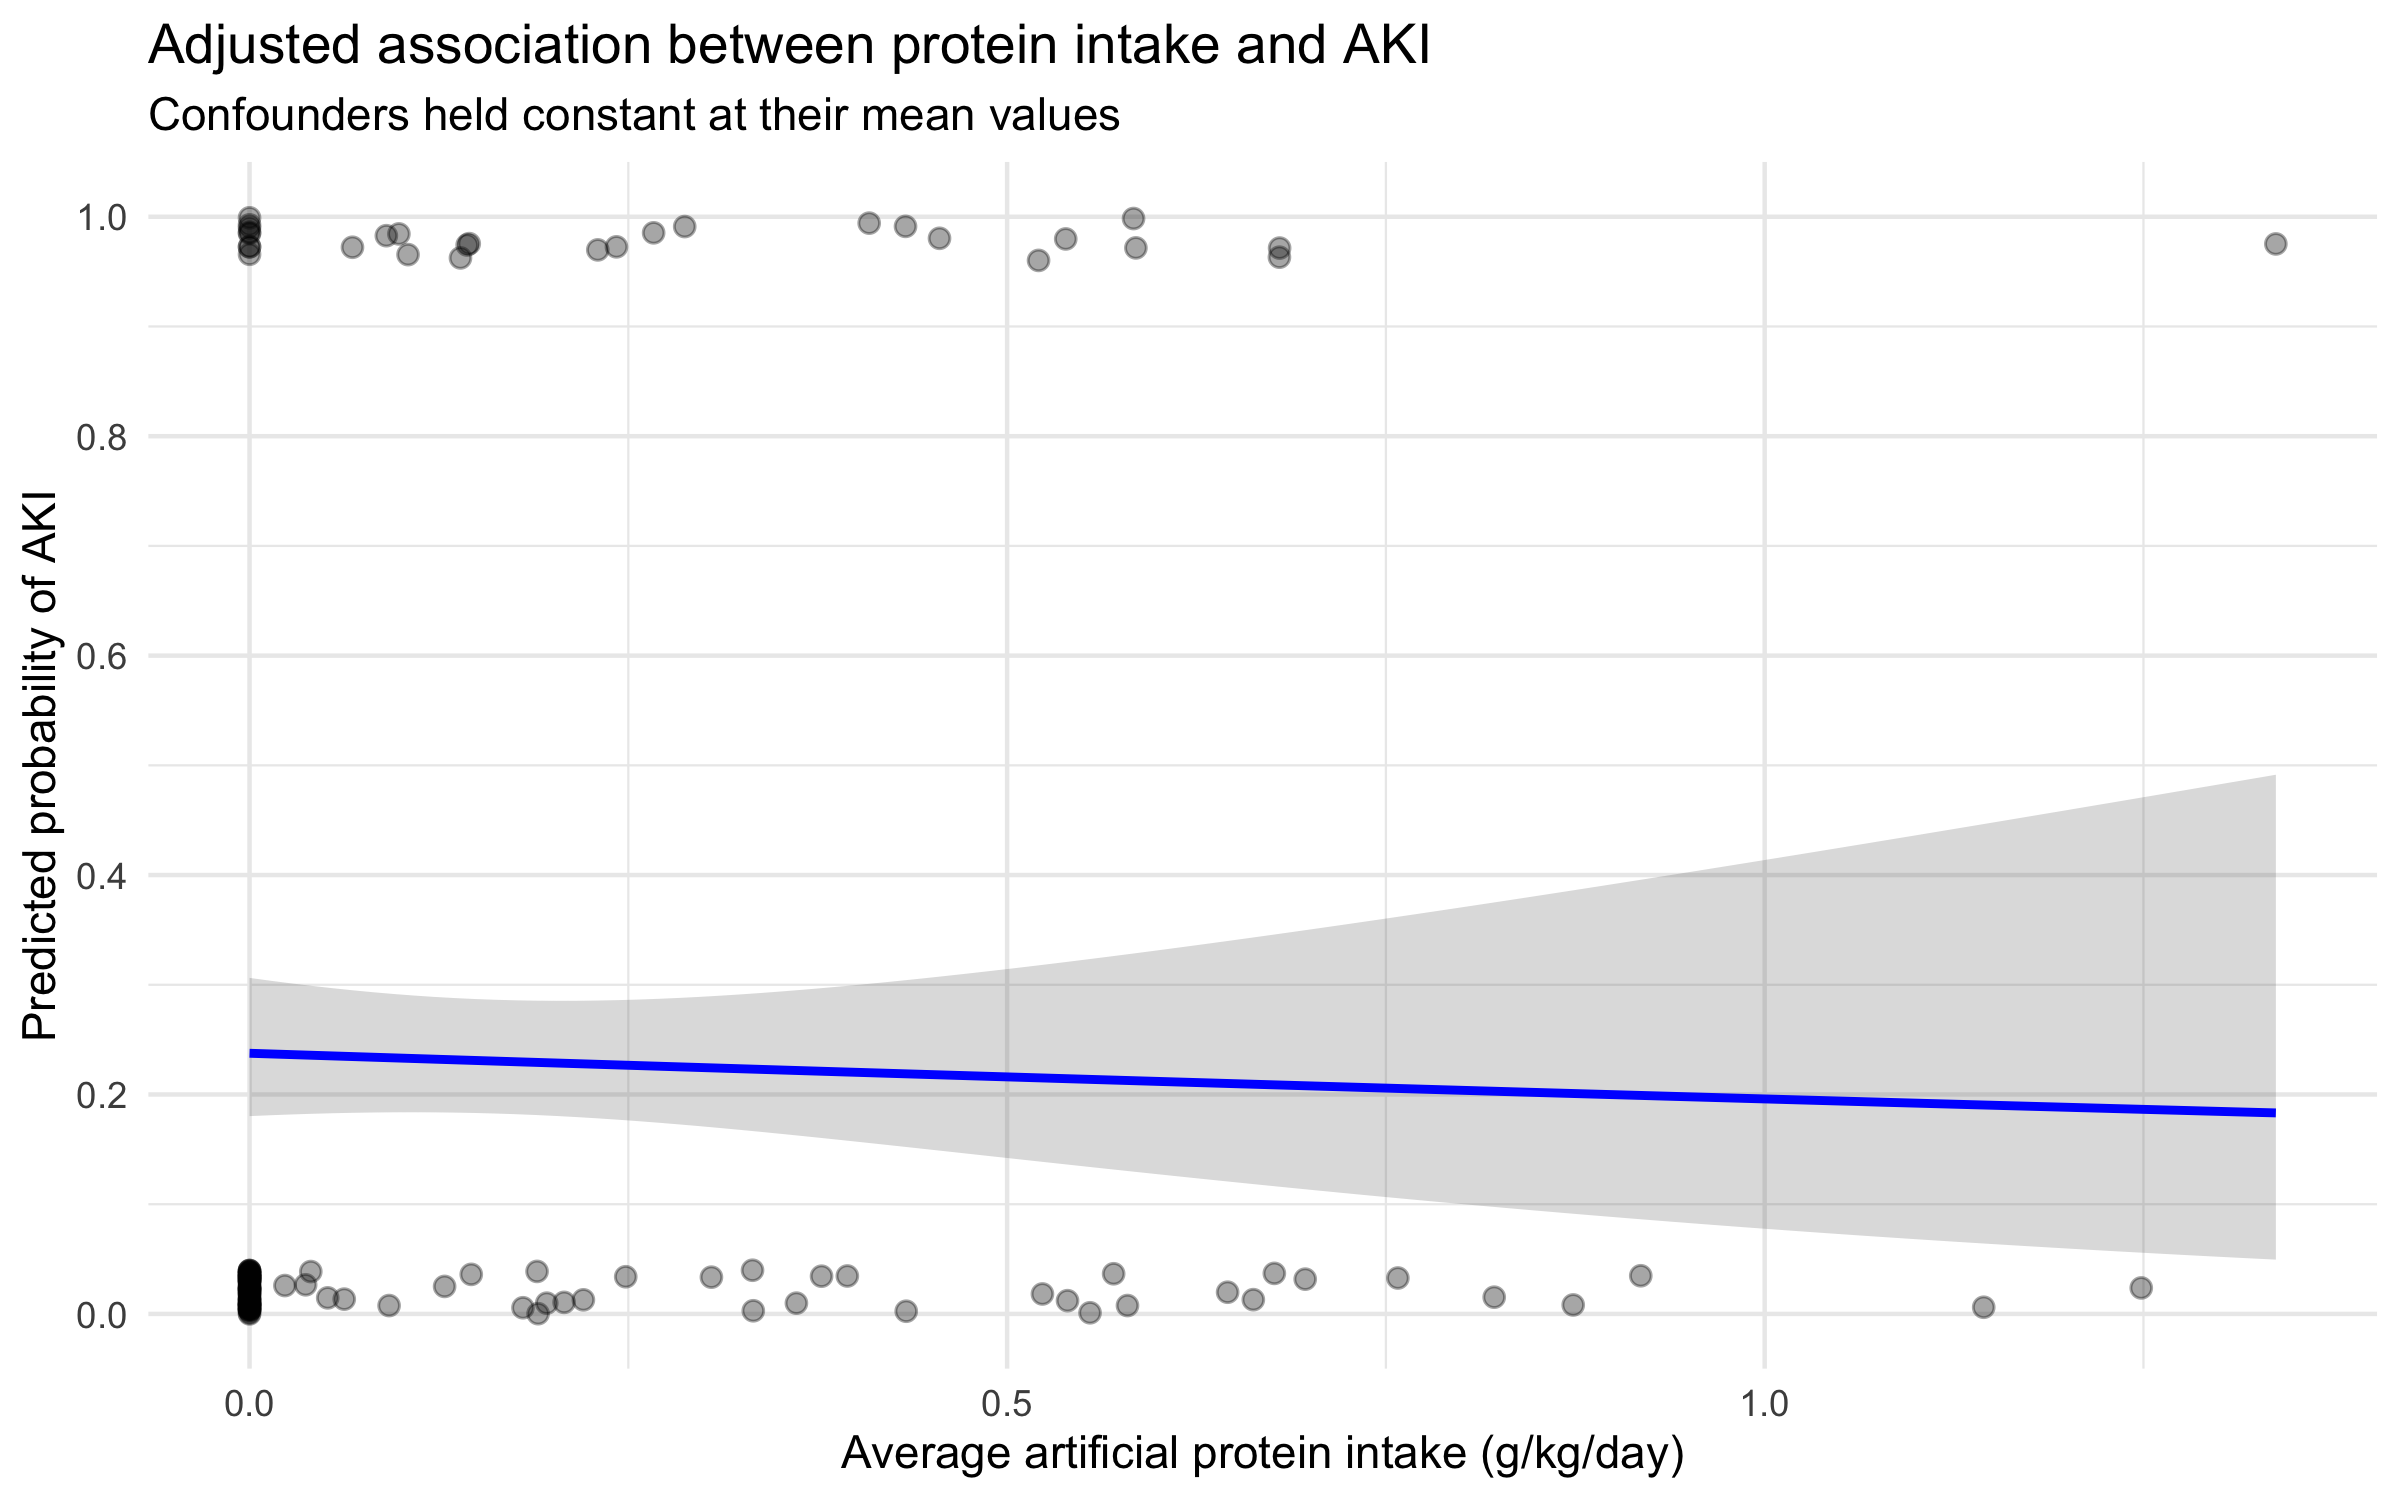 Adjusted association between protein intake and AKI
Confounders held constant at their mean values
Predicted probability of AKI
1.0
0.8
0.6
0.4
0.2
0.0
0.0
0.5
1.0
Average artificial protein intake (g/kg/day)